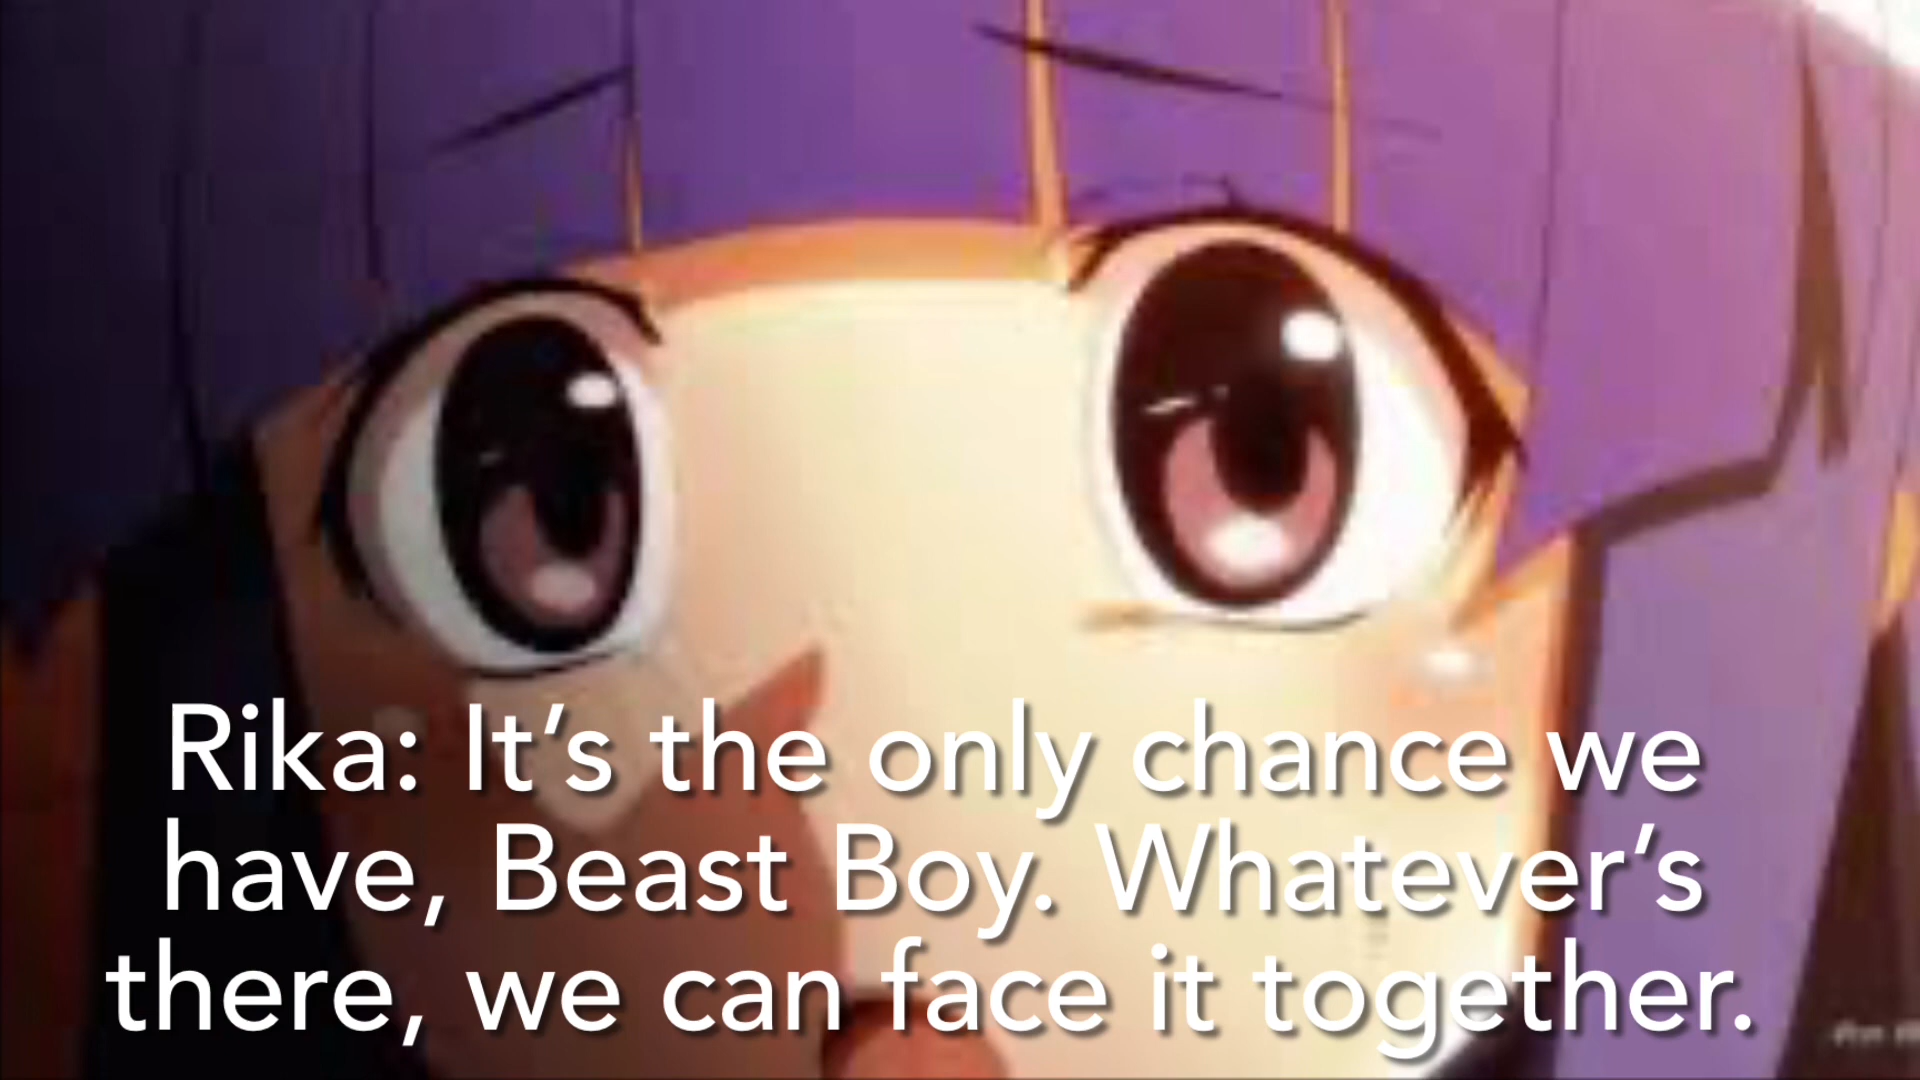 Rika: It’s the only chance we
have, Beast Boy. Whatever’s
there, we can face it together.